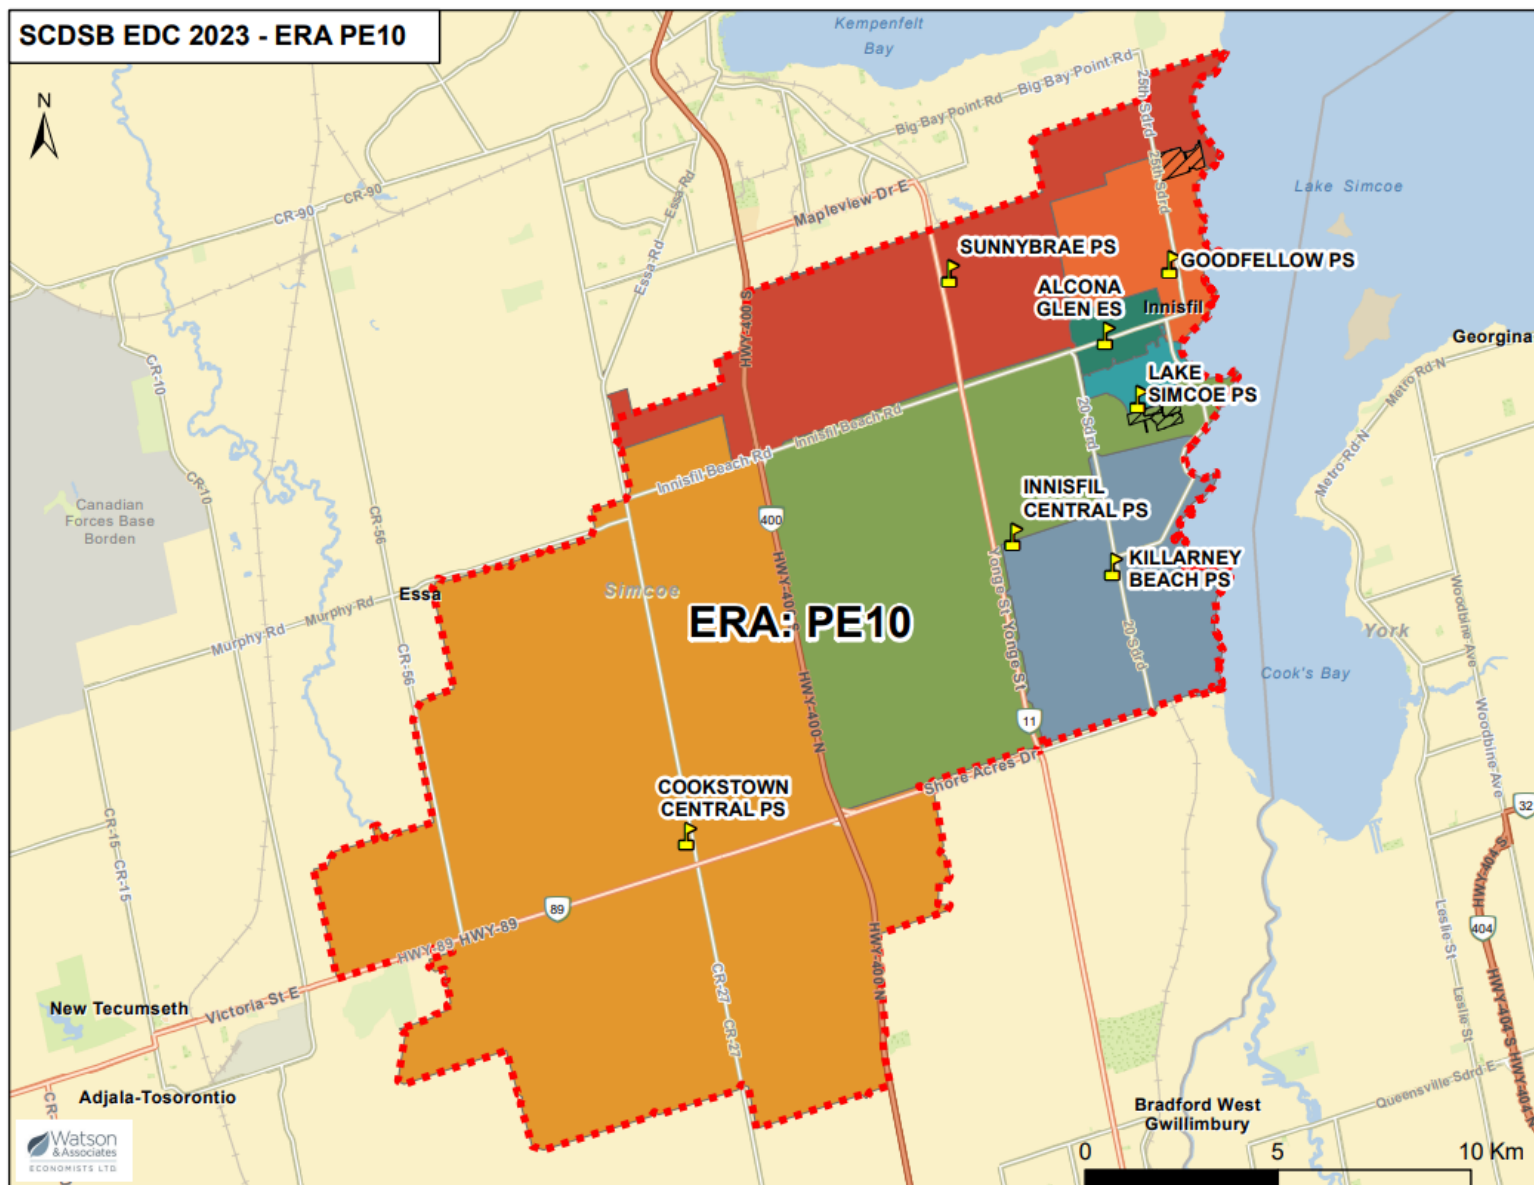 SCDSB EDC 2023 - ERA PE10
N
Kempenfelt
Bay
Big Bay Point Rd
Big Bay Point Rd
25th Sdrd
25th Sdrd
Lake Simcoe
CR-90
CR-90
Essa Rd
Essa Rd
Mapleview Dr E
HWY-400 S
SUNNYBRAE PS
GOODFELLOW PS
ALCONA
GLEN ES
Innisfil
Georgina
LAKE
SIMCOE PS
Metro Rd N
Metro Rd N
CR-10
CR-10
Canadian
Forces Base
Borden
CR-56
CR-56
Innisfil Beach Rd
Innisfil Beach Rd
20 Sdrd
20 Sdrd
400
INNISFIL
CENTRAL PS
KILLARNEY
BEACH PS
Essa
Simcoe
Murphy Rd
Murphy Rd
HWY-400 S
ERA: PE10
Yonge St
Yonge St
York
Cook's Bay
Woodbine Ave
Woodbine Ave
HWY-400 N
11
Shore Acres Dr
COOKSTOWN
CENTRAL PS
CR-15
CR-15
89
HWY-89
HWY-89
HWY-400 N
32
HWY-404 S
404
Leslie St
Leslie St
HWY-404 S
HWY-404 N
New Tecumseth
Victoria St E
CR-27
CR-27
Adjala-Tosorontio
Queensville Sdrd E
Bradford West
Gwillimbury
Watson
& Associates
ECONOMISTS LTD.
0
5
10 Km